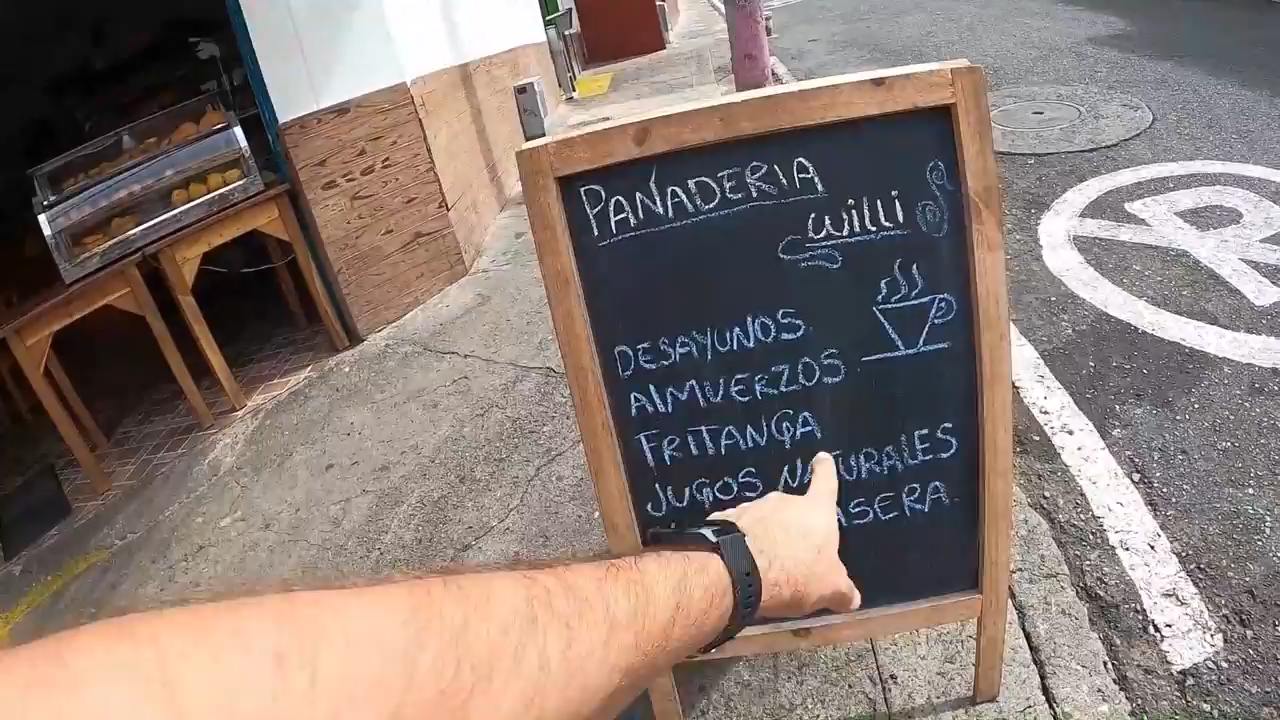 PANADERIA
Willi
DESAYUNOS
AlMUERZOS
FRITANGA
JUGOS NATURALES
R